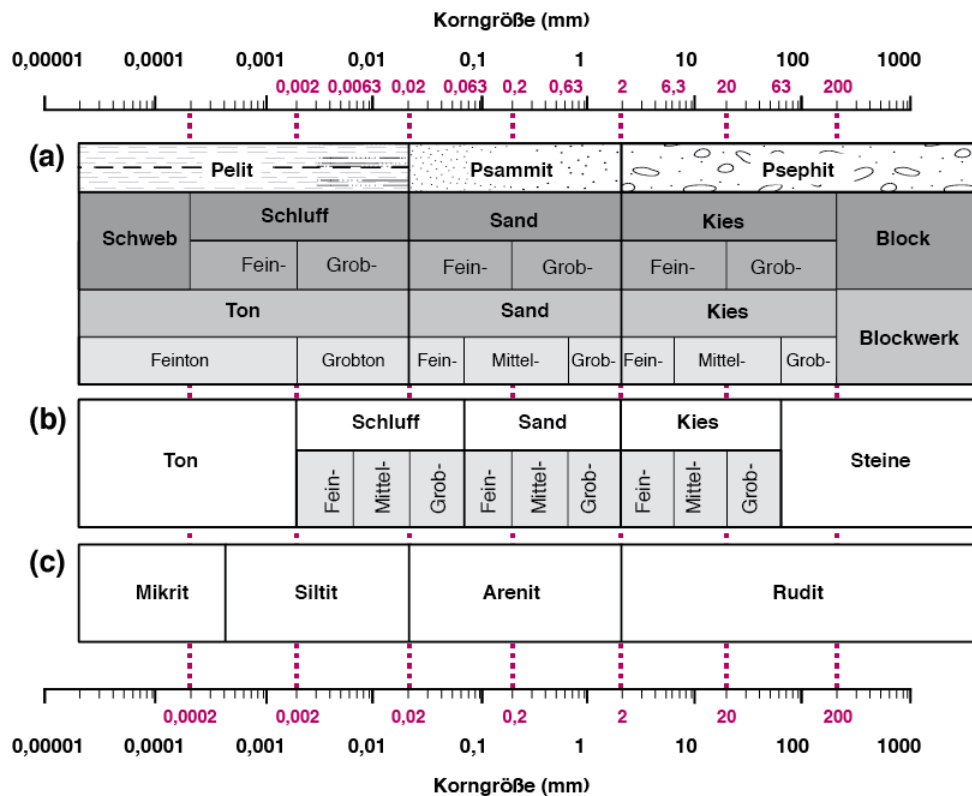 Korngröße (mm)
0,00001 0,0001 0,001 0,01 0,1 1 10 100 1000
0,002 0,0063 0,02 0,063 0,2 0,63 2 6,3 20 63 200
(a)
Pelit Psammit Psephit
Schweb Schluff Sand Kies Block
Fein- Grob- Fein- Grob- Fein- Grob-
Ton Sand Kies Blockwerk
Feinton Grobton Fein- Mittel- Grob- Fein- Mittel- Grob-
(b)
Ton Schluff Sand Kies Steine
Fein- Mittel- Grob- Fein- Mittel- Grob- Fein- Mittel- Grob-
(c)
Mikrit Siltit Arenit Rudit
0,0002 0,002 0,02 0,2 2 20 200
0,00001 0,0001 0,001 0,01 0,1 1 10 100 1000
Korngröße (mm)